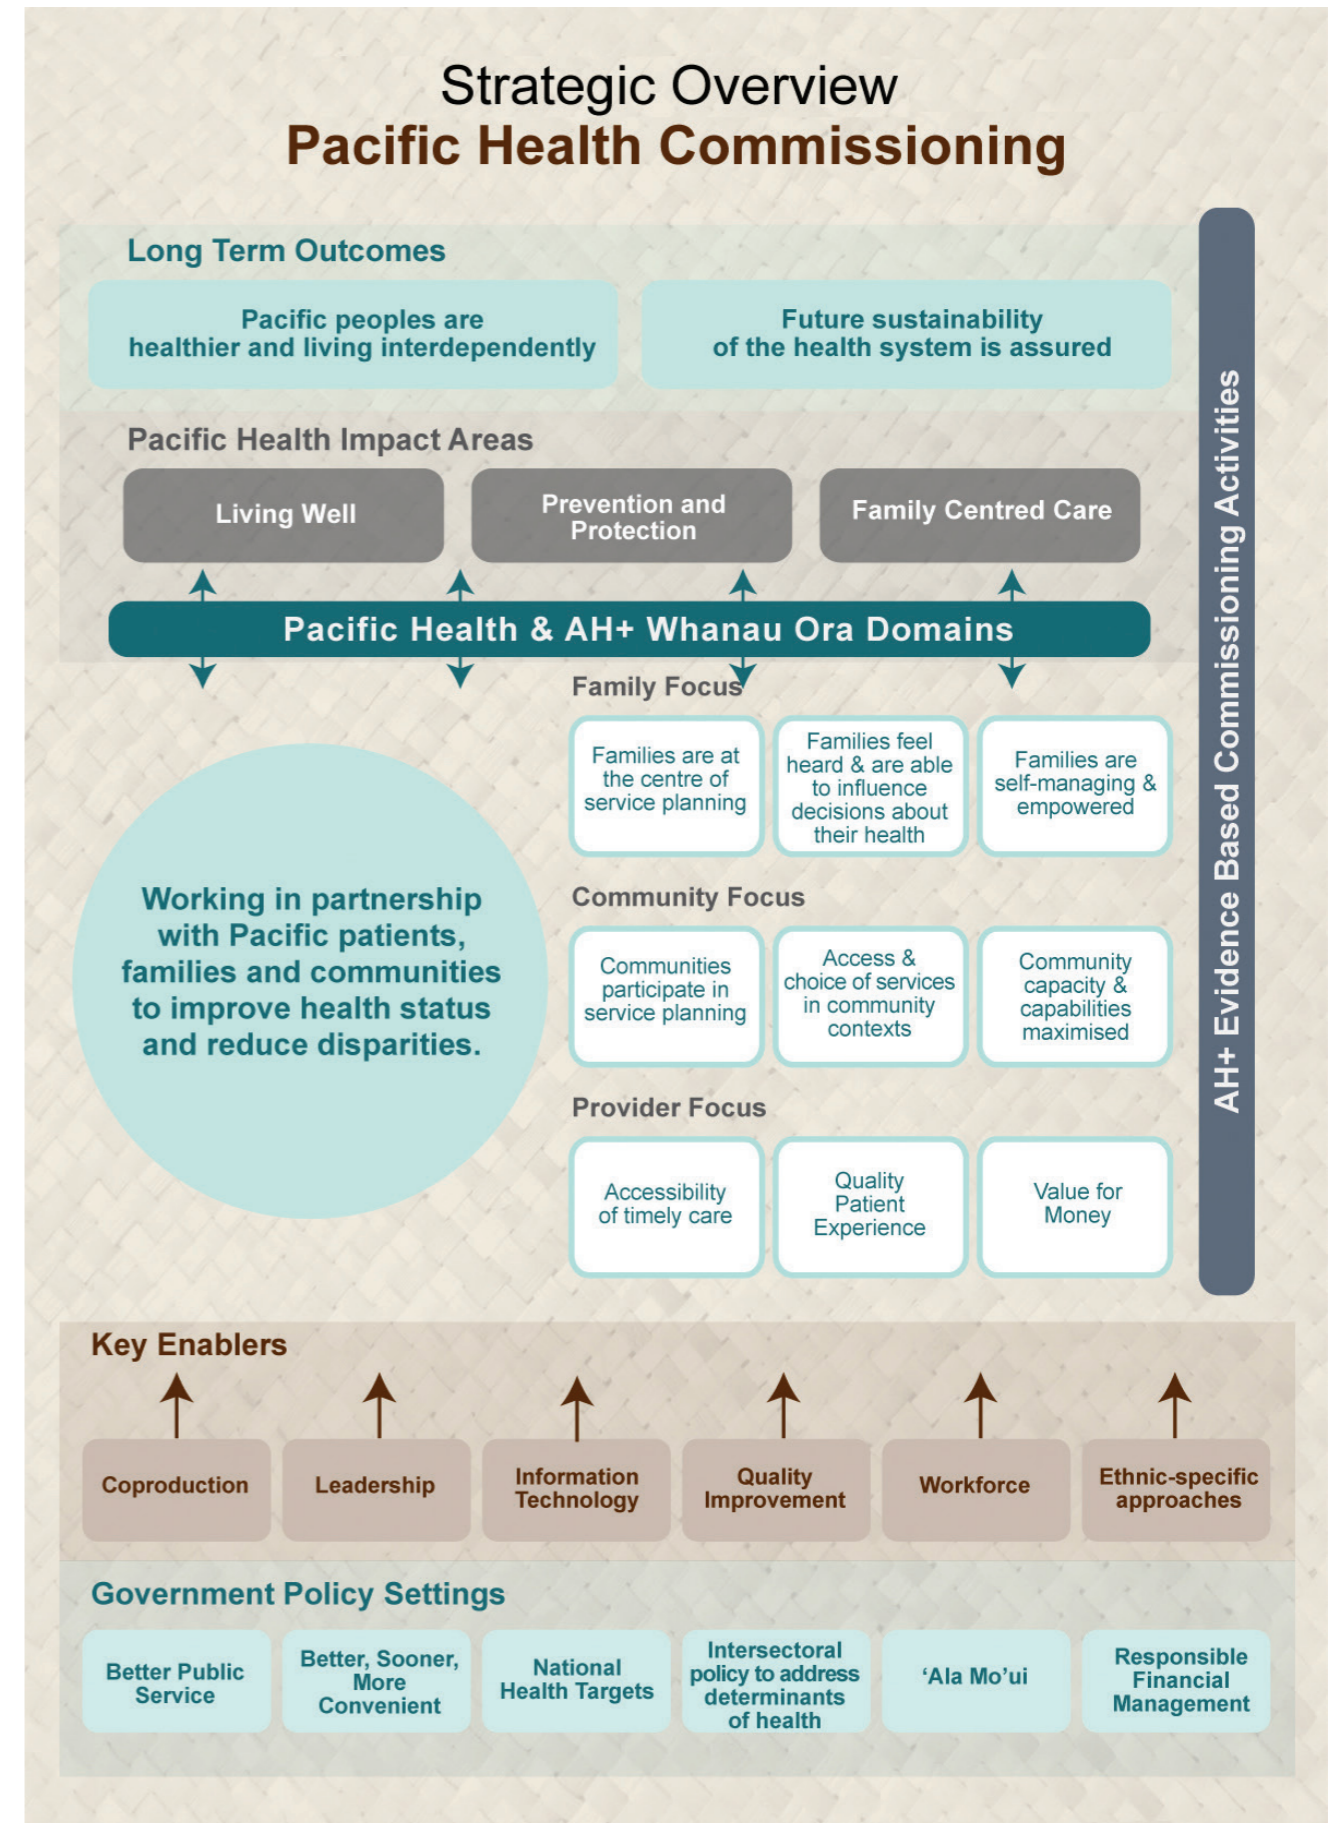 Strategic Overview
Pacific Health Commissioning
Long Term Outcomes
Pacific peoples are
healthier and living interdependently
Future sustainability
of the health system is assured
Pacific Health Impact Areas
Living Well
Prevention and
Protection
Family Centred Care
Pacific Health & AH+ Whanau Ora Domains
Working in partnership
with Pacific patients,
families and communities
to improve health status
and reduce disparities.
Family Focus
Families are at
the centre of
service planning
Families feel
heard & are able
to influence
decisions about
their health
Families are
self-managing &
empowered
Community Focus
Communities
participate in
service planning
Access &
choice of services
in community
contexts
Community
capacity &
capabilities
maximised
Provider Focus
Accessibility
of timely care
Quality
Patient
Experience
Value for
Money
AH+ Evidence Based Commissioning Activities
Key Enablers
Coproduction
Leadership
Information
Technology
Quality
Improvement
Workforce
Ethnic-specific
approaches
Government Policy Settings
Better Public
Service
Better, Sooner,
More
Convenient
National
Health Targets
Intersectoral
policy to address
determinants
of health
‘Ala Mo’ui
Responsible
Financial
Management